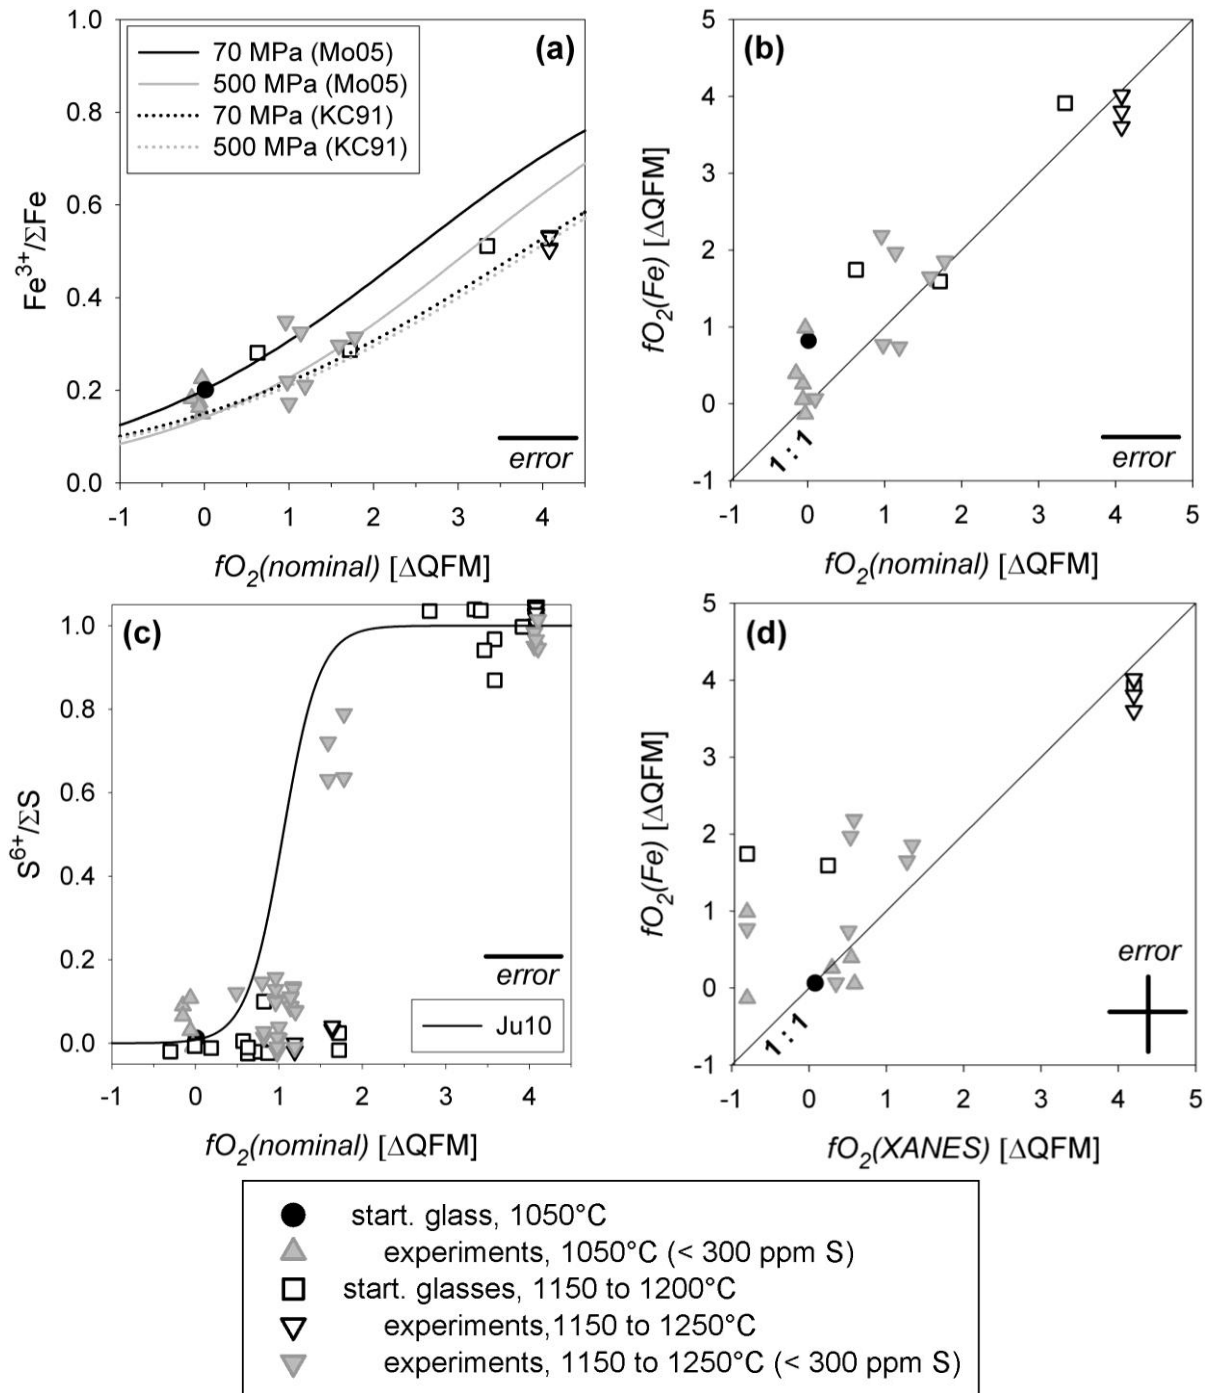 70 MPa (Mo05)
500 MPa (Mo05)
70 MPa (KC91)
500 MPa (KC91)
(a)
1.0
0.8
0.6
0.4
0.2
0.0
Fe³⁺/ΣFe
error
-1 0 1 2 3 4
fO₂(nominal) [ΔQFM]
(b)
5
4
3
2
1
0
-1
fO₂(Fe) [ΔQFM]
1:1
error
-1 0 1 2 3 4 5
fO₂(nominal) [ΔQFM]
(c)
1.0
0.8
0.6
0.4
0.2
0.0
S⁶⁺/ΣS
error
Ju10
-1 0 1 2 3 4
fO₂(nominal) [ΔQFM]
(d)
5
4
3
2
1
0
-1
fO₂(Fe) [ΔQFM]
error
1:1
-1 0 1 2 3 4 5
fO₂(XANES) [ΔQFM]
start. glass, 1050°C
experiments, 1050°C (< 300 ppm S)
start. glasses, 1150 to 1200°C
experiments,1150 to 1250°C
experiments, 1150 to 1250°C (< 300 ppm S)